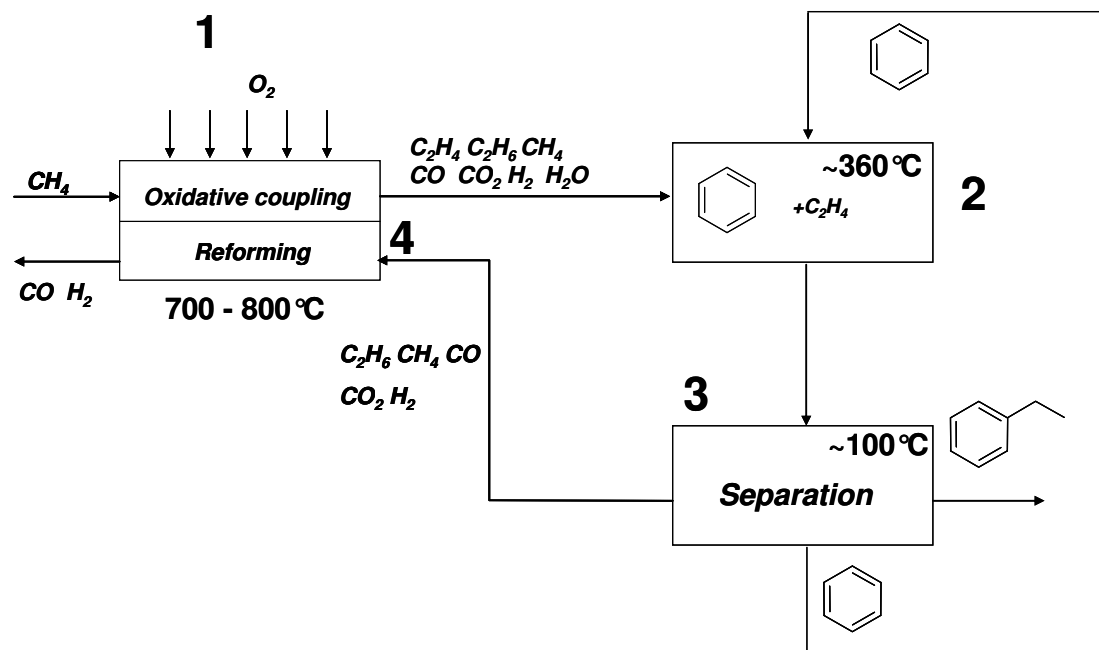 1
O₂
C₂H₄ C₂H₆ CH₄
CO CO₂ H₂ H₂O
CH₄
Oxidative coupling
Reforming
4
CO H₂
700 - 800°C
~360°C
+C₂H₄
2
C₂H₆ CH₄ CO
CO₂ H₂
3
~100°C
Separation